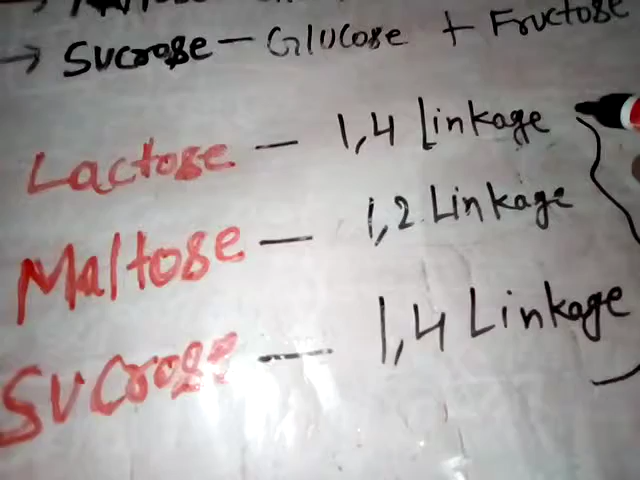 → Sucrose — Glucose + Fructose
Lactose — 1,4 Linkage
Maltose — 1,2 Linkage
Sucrose — 1,4 Linkage